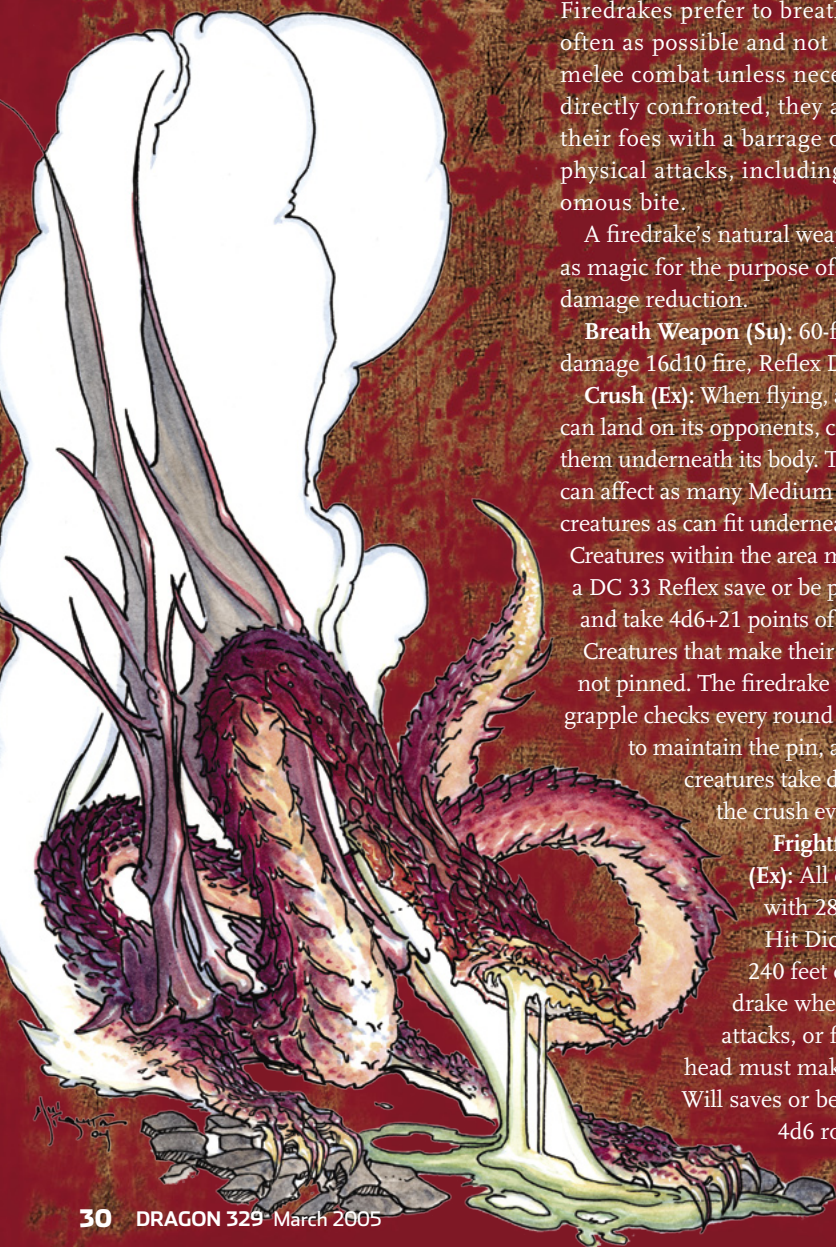 Firedrakes prefer to breath
often as possible and not
melee combat unless nece
directly confronted, they a
their foes with a barrage o
physical attacks, including
omous bite.
A firedrake's natural wea
as magic for the purpose of
damage reduction.
Breath Weapon (Su): 60-f
damage 16d10 fire, Reflex D
Crush (Ex): When flying, a
can land on its opponents, c
them underneath its body. T
can affect as many Medium
creatures as can fit undernea
Creatures within the area m
a DC 33 Reflex save or be p
and take 4d6+21 points of
Creatures that make their
not pinned. The firedrake
grapple checks every round
to maintain the pin, a
creatures take d
the crush ev
Fright
(Ex): All
with 28
Hit Dic
240 feet o
drake whe
attacks, or f
head must mak
Will saves or be
4d6 ro
30 DRAGON 329 March 2005